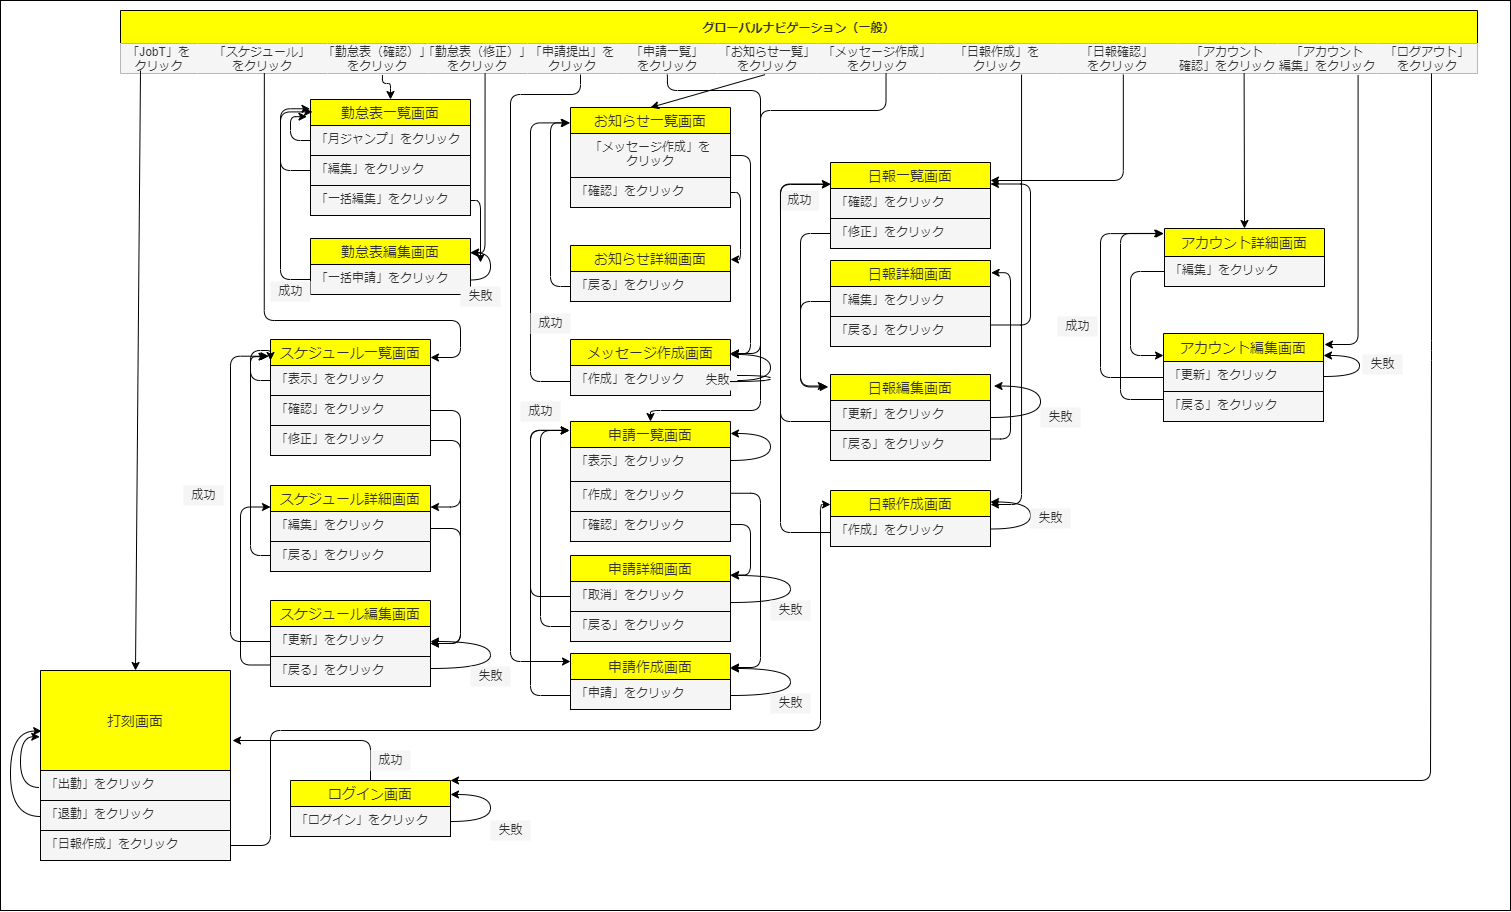 グローバルナビゲーション（一般）
「JobT」を
クリック
「スケジュール」
をクリック
「勤怠表（確認）」
をクリック
「勤怠表（修正）」
をクリック
「申請提出」を
クリック
「申請一覧」
をクリック
「お知らせ一覧」
をクリック
「メッセージ作成」
をクリック
「日報作成」を
クリック
「日報確認」
をクリック
「アカウント
確認」をクリック
「アカウント
編集」をクリック
「ログアウト」
をクリック
勤怠表一覧画面
「月ジャンプ」をクリック
「編集」をクリック
「一括編集」をクリック
勤怠表編集画面
「一括申請」をクリック
成功
失敗
スケジュール一覧画面
「表示」をクリック
「確認」をクリック
「修正」をクリック
成功
スケジュール詳細画面
「編集」をクリック
「戻る」をクリック
スケジュール編集画面
「更新」をクリック
「戻る」をクリック
失敗
お知らせ一覧画面
「メッセージ作成」を
クリック
「確認」をクリック
お知らせ詳細画面
「戻る」をクリック
成功
メッセージ作成画面
「作成」をクリック
失敗
成功
申請一覧画面
「表示」をクリック
「作成」をクリック
「確認」をクリック
申請詳細画面
「取消」をクリック
失敗
「戻る」をクリック
申請作成画面
「申請」をクリック
失敗
日報一覧画面
成功
「確認」をクリック
「修正」をクリック
日報詳細画面
「編集」をクリック
「戻る」をクリック
日報編集画面
「更新」をクリック
失敗
「戻る」をクリック
日報作成画面
「作成」をクリック
失敗
アカウント詳細画面
「編集」をクリック
成功
アカウント編集画面
「更新」をクリック
失敗
「戻る」をクリック
打刻画面
「出勤」をクリック
「退勤」をクリック
「日報作成」をクリック
成功
ログイン画面
「ログイン」をクリック
失敗